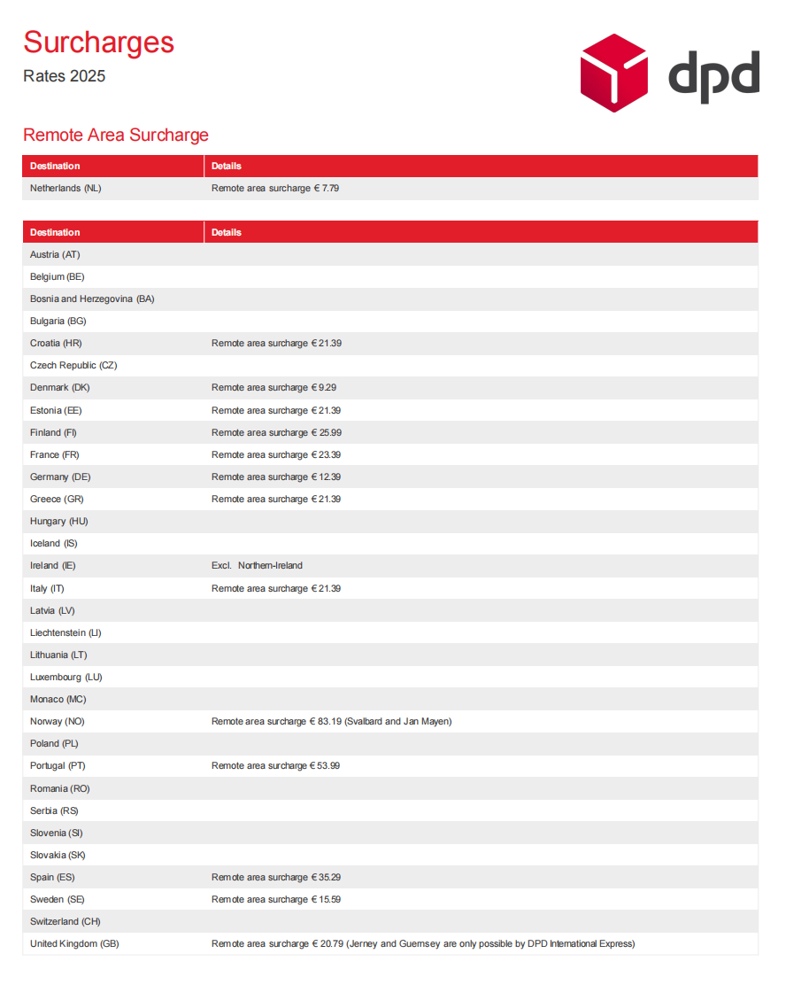 Surcharges
Rates 2025
dpd
Remote Area Surcharge
Destination Details
Netherlands (NL) Remote area surcharge € 7.79
Destination Details
Austria (AT)
Belgium (BE)
Bosnia and Herzegovina (BA)
Bulgaria (BG)
Croatia (HR) Remote area surcharge € 21.39
Czech Republic (CZ)
Denmark (DK) Remote area surcharge € 9.29
Estonia (EE) Remote area surcharge € 21.39
Finland (FI) Remote area surcharge € 25.99
France (FR) Remote area surcharge € 23.39
Germany (DE) Remote area surcharge € 12.39
Greece (GR) Remote area surcharge € 21.39
Hungary (HU)
Iceland (IS)
Ireland (IE) Excl. Northern-Ireland
Italy (IT) Remote area surcharge € 21.39
Latvia (LV)
Liechtenstein (LI)
Lithuania (LT)
Luxembourg (LU)
Monaco (MC)
Norway (NO) Remote area surcharge € 83.19 (Svalbard and Jan Mayen)
Poland (PL)
Portugal (PT) Remote area surcharge € 53.99
Romania (RO)
Serbia (RS)
Slovenia (SI)
Slovakia (SK)
Spain (ES) Remote area surcharge € 35.29
Sweden (SE) Remote area surcharge € 15.59
Switzerland (CH)
United Kingdom (GB) Remote area surcharge € 20.79 (Jerney and Guernsey are only possible by DPD International Express)